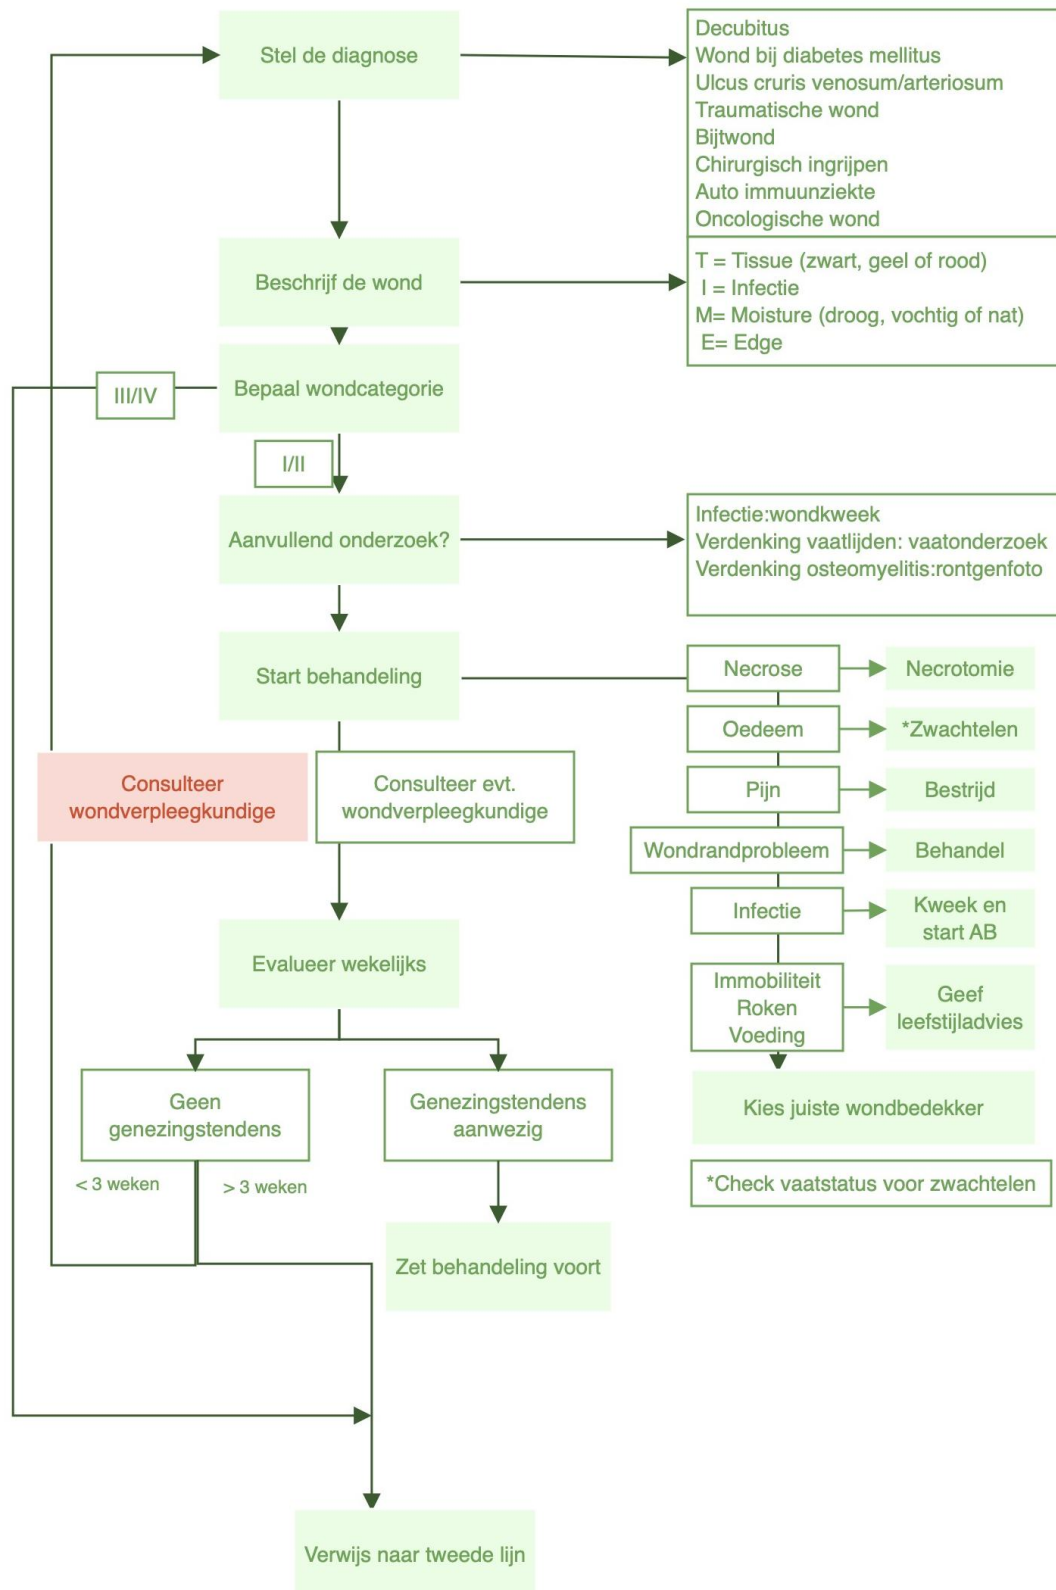 Stel de diagnose
Decubitus
Wond bij diabetes mellitus
Ulcus cruris venosum/arteriosum
Traumatische wond
Bijtwond
Chirurgisch ingrijpen
Auto immuunziekte
Oncologische wond
Beschrijf de wond
T = Tissue (zwart, geel of rood)
I = Infectie
M= Moisture (droog, vochtig of nat)
E= Edge
III/IV
Bepaal wondcategorie
I/II
Aanvullend onderzoek?
Infectie:wondkweek
Verdenking vaatlijden: vaatonderzoek
Verdenking osteomyelitis:rontgenfoto
Start behandeling
Necrose
Necrotomie
Oedeem
*Zwachtelen
Pijn
Bestrijd
Wondrandprobleem
Behandel
Infectie
Kweek en
start AB
Immobiliteit
Roken
Voeding
Geef
leefstijladvies
Kies juiste wondbedekker
*Check vaatstatus voor zwachtelen
Consulteer
wondverpleegkundige
Consulteer evt.
wondverpleegkundige
Evalueer wekelijks
Geen
genezingstendens
Genezingstendens
aanwezig
< 3 weken
> 3 weken
Zet behandeling voort
Verwijs naar tweede lijn